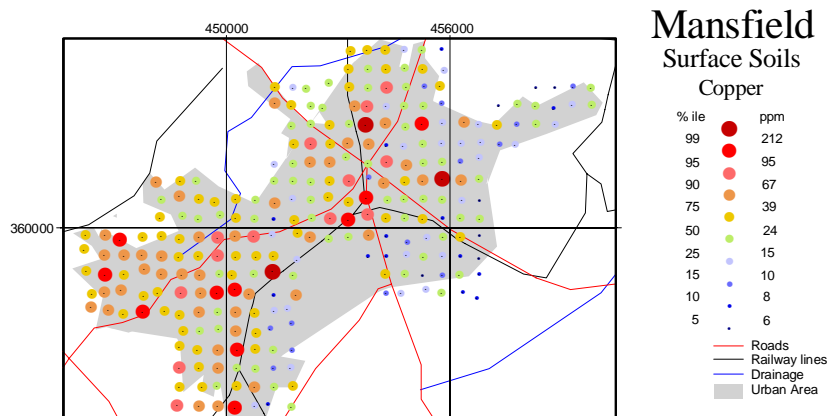 450000 456000
360000
Mansfield
Surface Soils
Copper
% ile ppm
99 212
95 95
90 67
75 39
50 24
25 15
15 10
10 8
5 6
Roads
Railway lines
Drainage
Urban Area